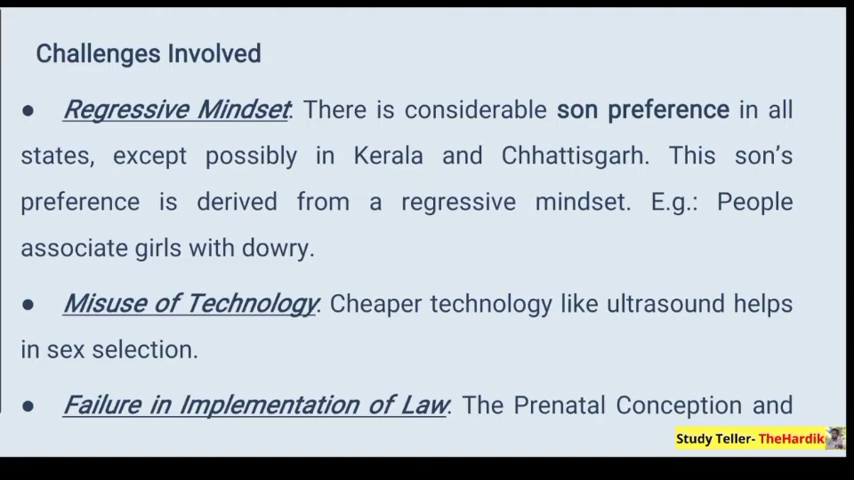 Challenges Involved
● Regressive Mindset: There is considerable son preference in all
states, except possibly in Kerala and Chhattisgarh. This son's
preference is derived from a regressive mindset. E.g.: People
associate girls with dowry.
● Misuse of Technology: Cheaper technology like ultrasound helps
in sex selection.
● Failure in Implementation of Law: The Prenatal Conception and
Study Teller- TheHardik